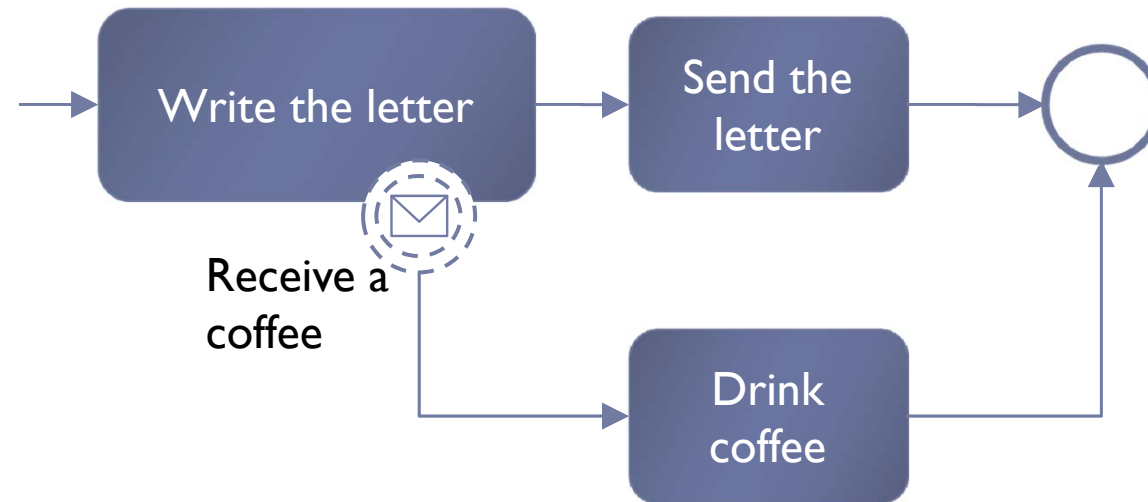 Write the letter
Send the
letter
Receive a
coffee
Drink
coffee